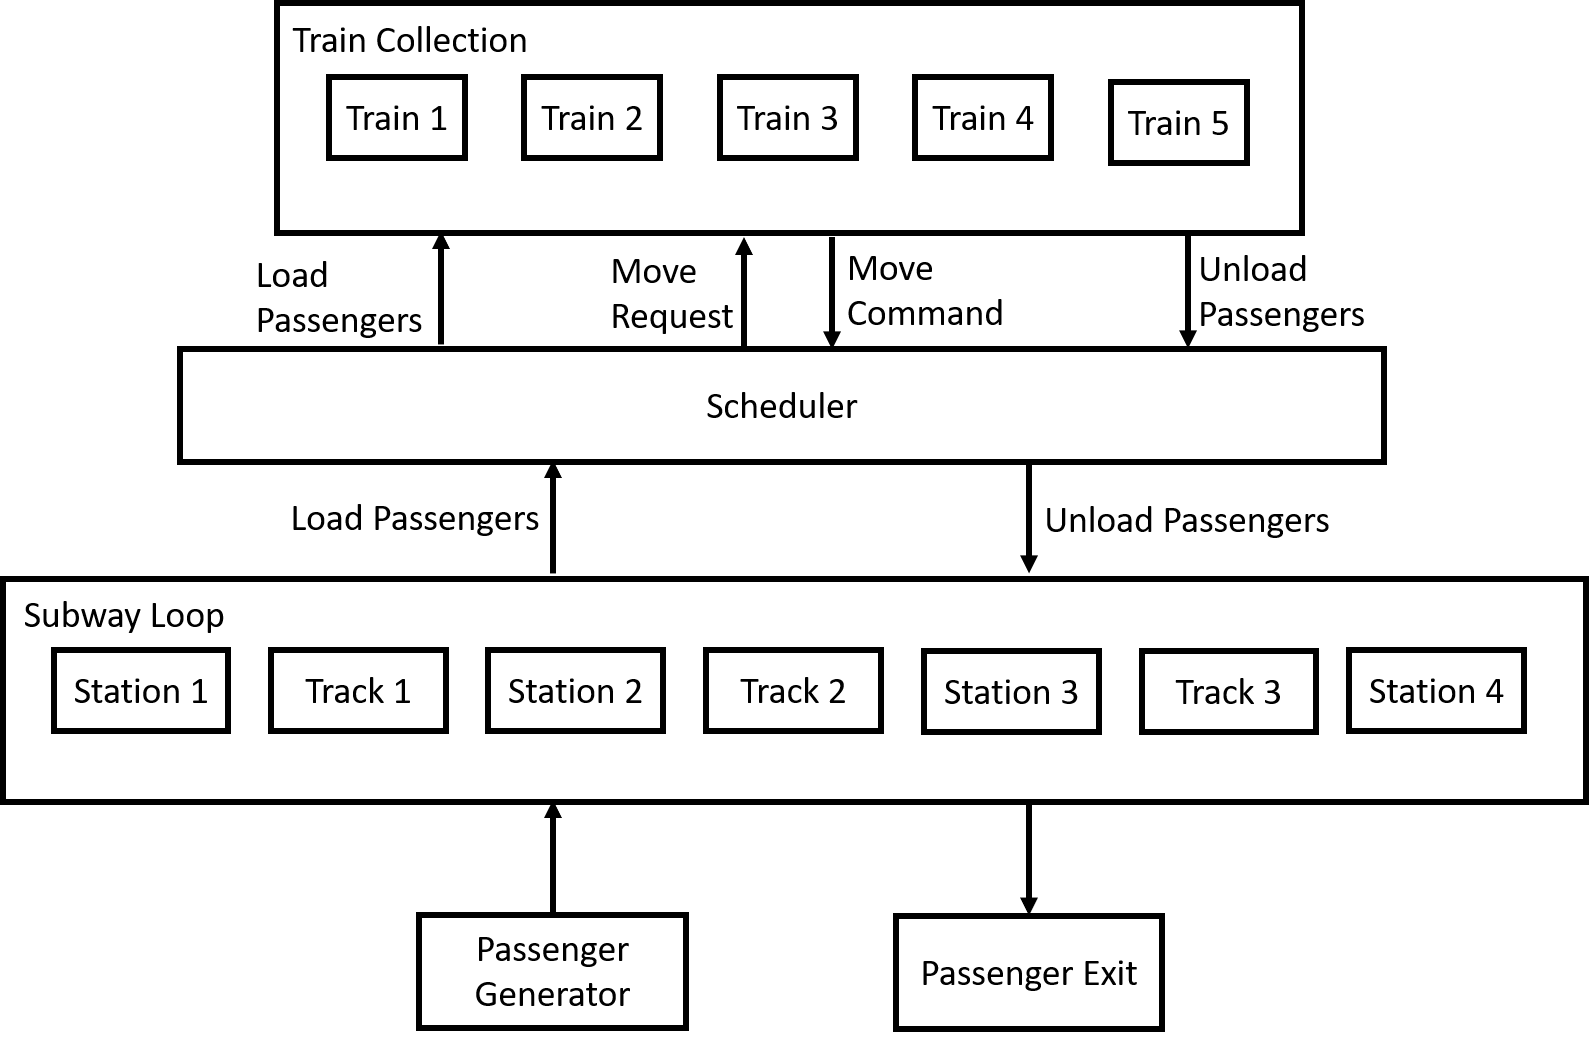 Train Collection
Train 1
Train 2
Train 3
Train 4
Train 5
Load
Passengers
Move
Request
Move
Command
Unload
Passengers
Scheduler
Load Passengers
Unload Passengers
Subway Loop
Station 1
Track 1
Station 2
Track 2
Station 3
Track 3
Station 4
Passenger
Generator
Passenger Exit